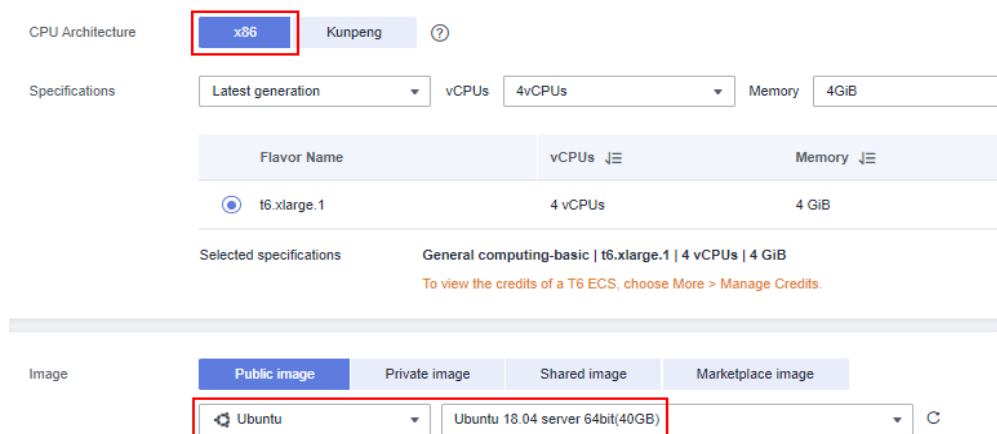 CPU Architecture x86 Kunpeng ?
Specifications Latest generation vCPUs 4vCPUs Memory 4GiB
Flavor Name vCPUs Memory
t6.xlarge.1 4 vCPUs 4 GiB
Selected specifications General computing-basic | t6.xlarge.1 | 4 vCPUs | 4 GiB
To view the credits of a T6 ECS, choose More > Manage Credits.
Image Public image Private image Shared image Marketplace image
Ubuntu Ubuntu 18.04 server 64bit(40GB)